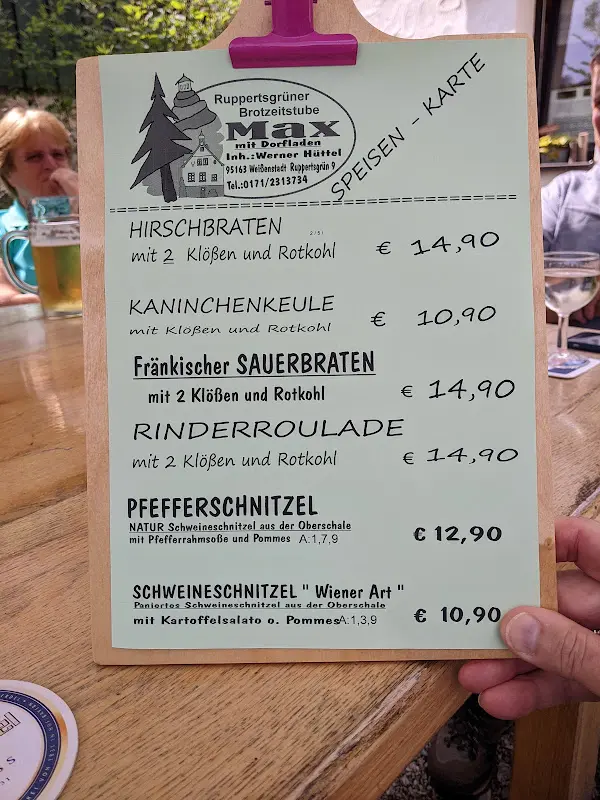 Ruppertsgrüner
Brotzeitstube
Max
mit Dorfladen
Inh.:Werner Hüttel
95163 Weißenstadt Ruppertsgrün 9
Tel.:0171/2313734
SPEISEN - KARTE
HIRSCHBRATEN
mit 2 Klößen und Rotkohl € 14,90
KANINCHENKEULE
mit Klößen und Rotkohl € 10,90
Fränkischer SAUERBRATEN
mit 2 Klößen und Rotkohl € 14,90
RINDERROULADE
mit 2 Klößen und Rotkohl € 14,90
PFEFFERSCHNITZEL
NATUR Schweineschnitzel aus der Oberschale
mit Pfefferrahmsoße und Pommes A:1,7,9 € 12,90
SCHWEINESCHNITZEL " Wiener Art "
Paniertes Schweineschnitzel aus der Oberschale
mit Kartoffelsalato o. Pommes A:1,3,9 € 10,90